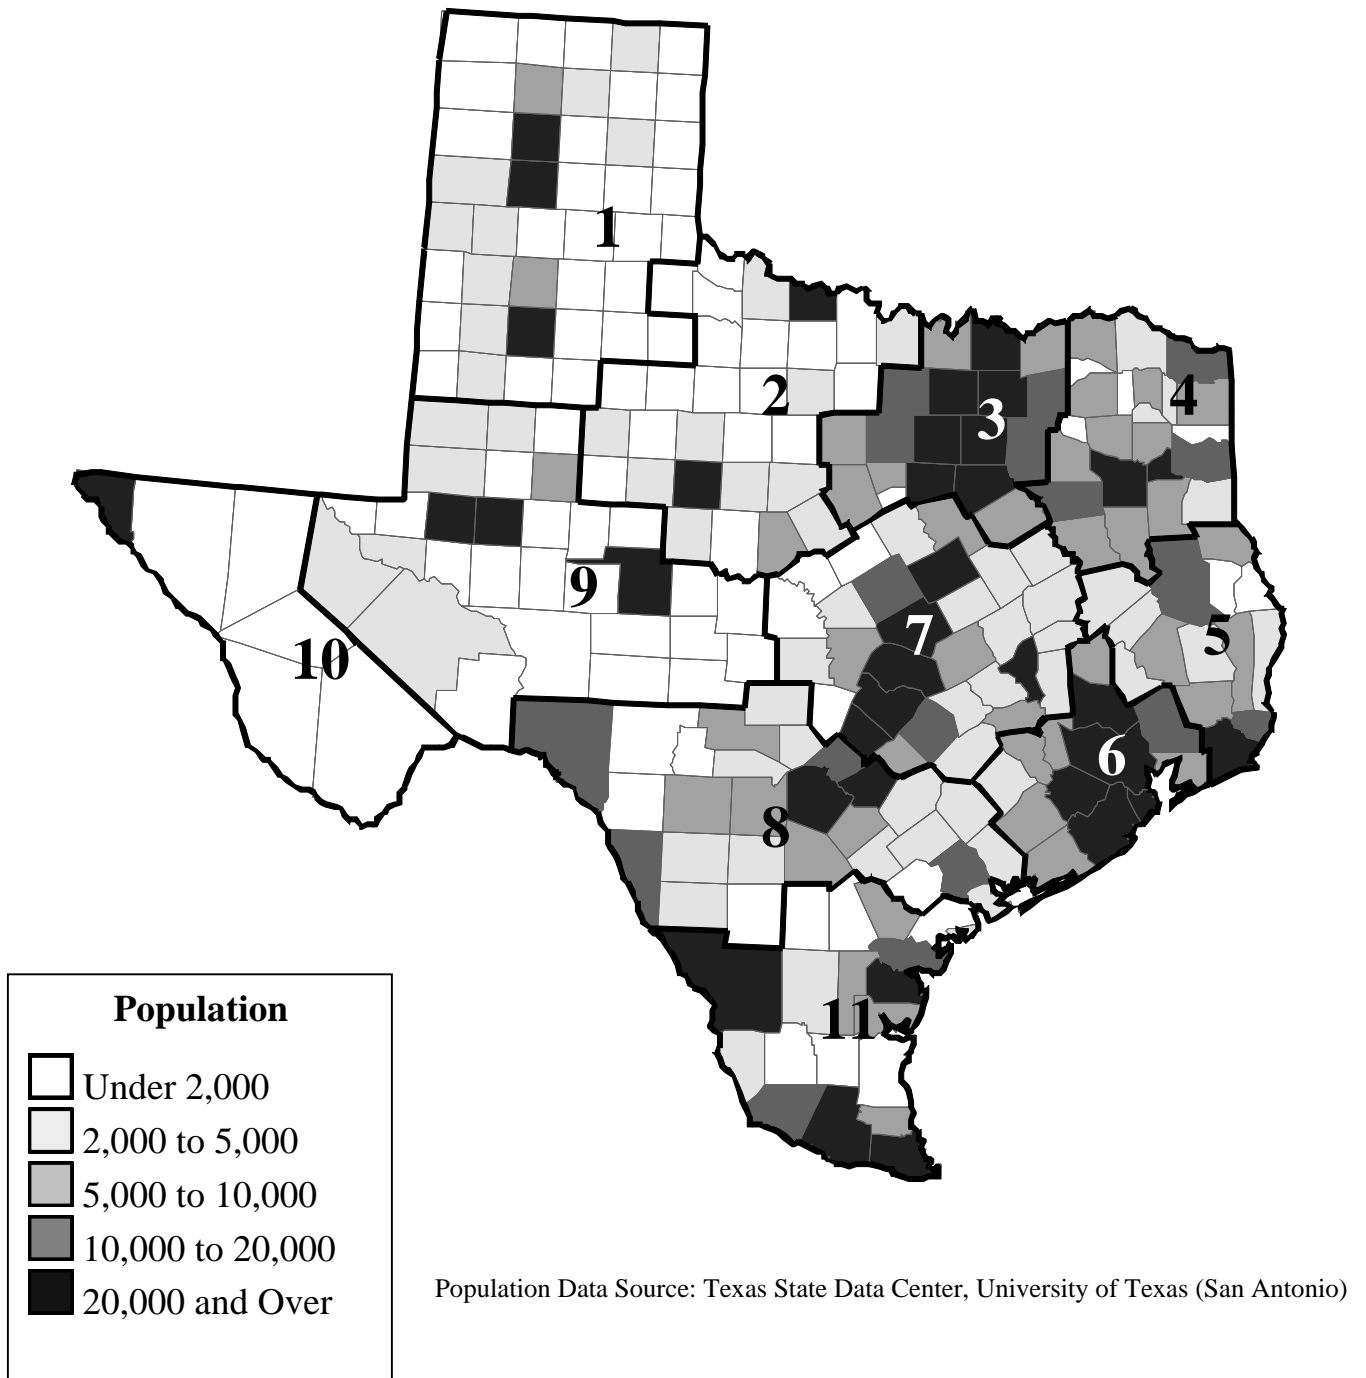 1
2
3
4
5
6
7
8
9
10
11
Population
Under 2,000
2,000 to 5,000
5,000 to 10,000
10,000 to 20,000
20,000 and Over
Population Data Source: Texas State Data Center, University of Texas (San Antonio)